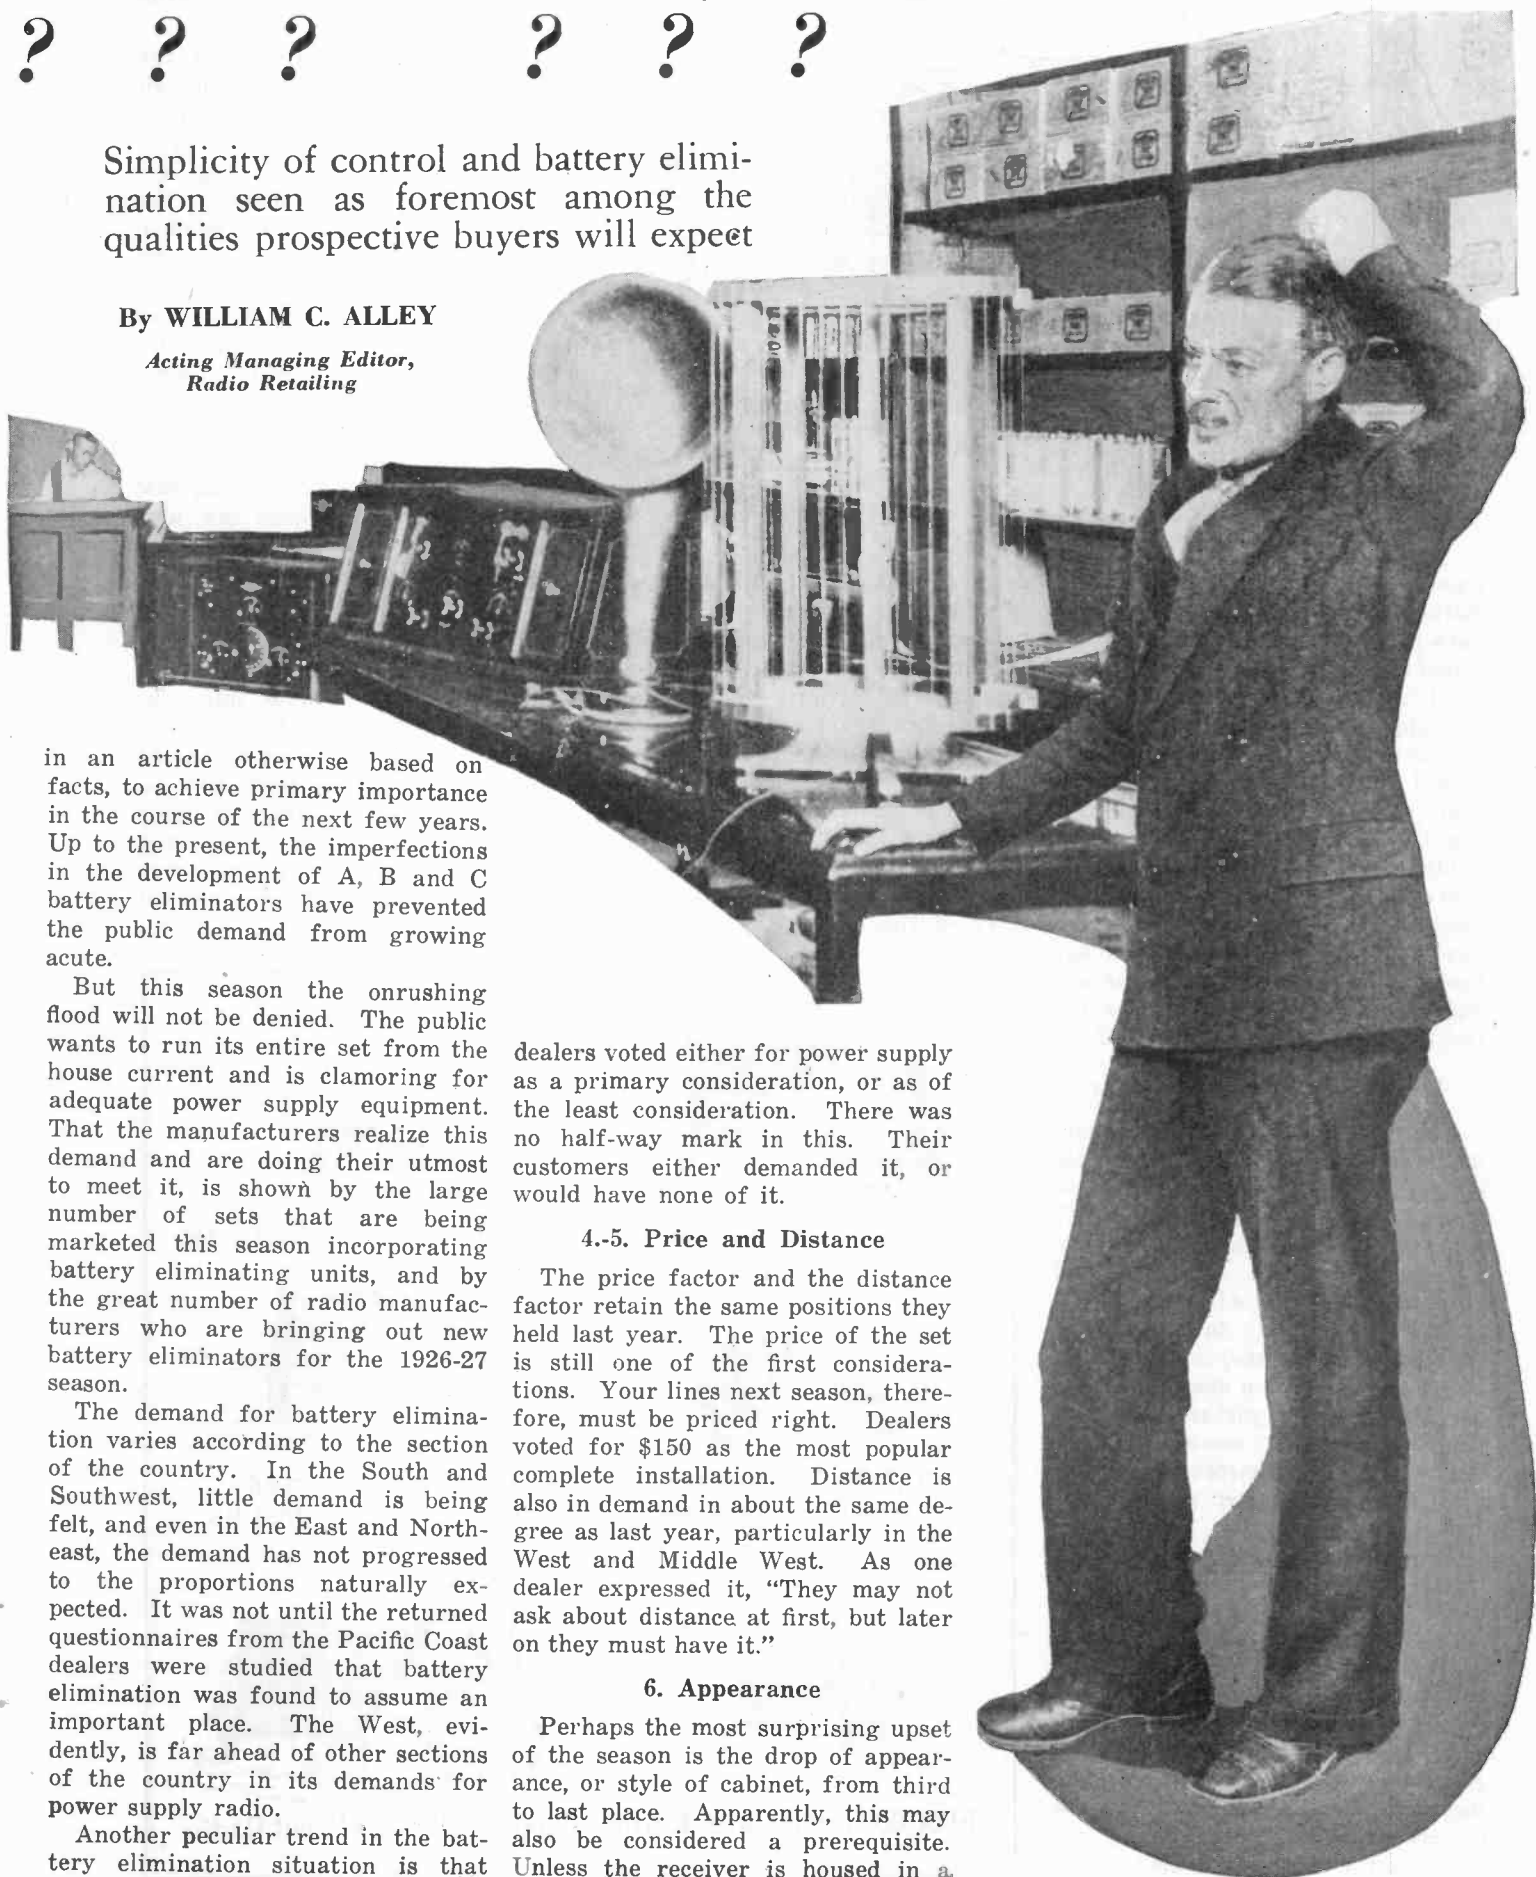 ? ? ? ? ? ?
Simplicity of control and battery elimi-
nation seen as foremost among the
qualities prospective buyers will expect
By WILLIAM C. ALLEY
Acting Managing Editor,
Radio Retailing
in an article otherwise based on
facts, to achieve primary importance
in the course of the next few years.
Up to the present, the imperfections
in the development of A, B and C
battery eliminators have prevented
the public demand from growing
acute.
But this season the onrushing
flood will not be denied. The public
wants to run its entire set from the
house current and is clamoring for
adequate power supply equipment.
That the manufacturers realize this
demand and are doing their utmost
to meet it, is shown by the large
number of sets that are being
marketed this season incorporating
battery eliminating units, and by
the great number of radio manufac-
turers who are bringing out new
battery eliminators for the 1926-27
season.
The demand for battery elimina-
tion varies according to the section
of the country. In the South and
Southwest, little demand is being
felt, and even in the East and North-
east, the demand has not progressed
to the proportions naturally ex-
pected. It was not until the returned
questionnaires from the Pacific Coast
dealers were studied that battery
elimination was found to assume an
important place. The West, evi-
dently, is far ahead of other sections
of the country in its demands for
power supply radio.
Another peculiar trend in the bat-
tery elimination situation is that
dealers voted either for power supply
as a primary consideration, or as of
the least consideration. There was
no half-way mark in this. Their
customers either demanded it, or
would have none of it.
4.-5. Price and Distance
The price factor and the distance
factor retain the same positions they
held last year. The price of the set
is still one of the first considera-
tions. Your lines next season, there-
fore, must be priced right. Dealers
voted for $150 as the most popular
complete installation. Distance is
also in demand in about the same de-
gree as last year, particularly in the
West and Middle West. As one
dealer expressed it, “They may not
ask about distance at first, but later
on they must have it.”
6. Appearance
Perhaps the most surprising upset
of the season is the drop of appear-
ance, or style of cabinet, from third
to last place. Apparently, this may
also be considered a prerequisite.
Unless the receiver is housed in a